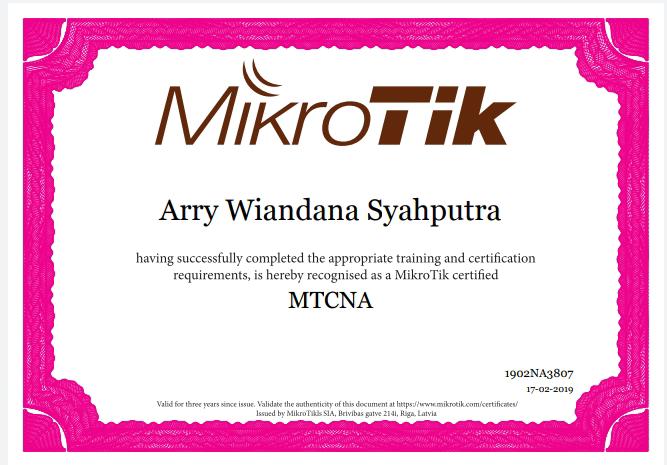 MikroTik
Arry Wiandana Syahputra
having successfully completed the appropriate training and certification
requirements, is hereby recognised as a MikroTik certified
MTCNA
1902NA3807
17-02-2019
Valid for three years since issue. Validate the authenticity of this document at https://www.mikrotik.com/certificates/
Issued by MikroTikls SIA, Brivibas gatve 214i, Riga, Latvia